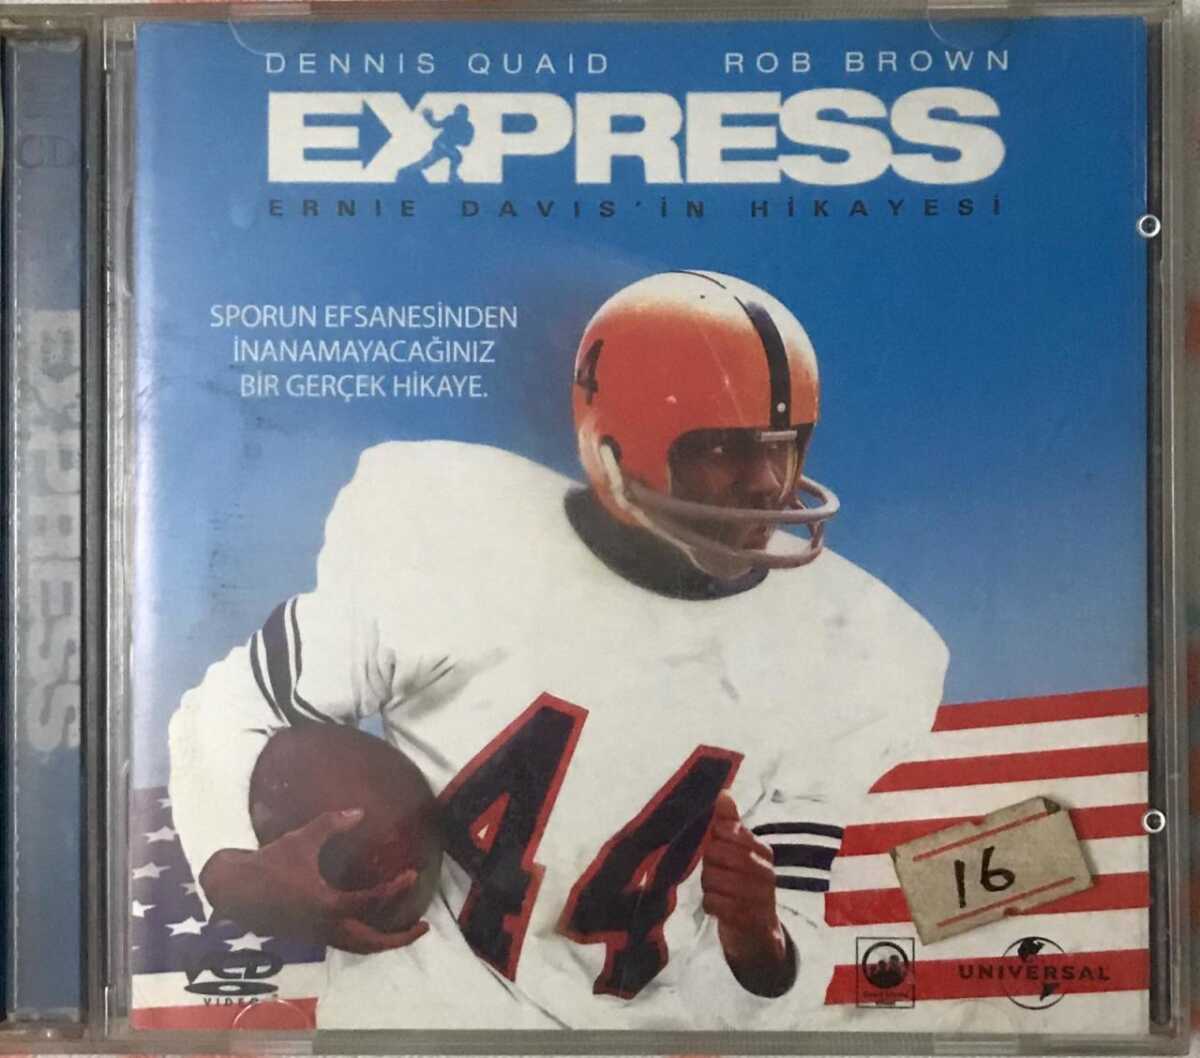 DENNIS QUAID ROB BROWN
EXPRESS
ERNIE DAVIS'İN HİKAYESİ
SPORUN EFSANESİNDEN
İNANAMAYACAĞINIZ
BİR GERÇEK HİKAYE.
4
44
16
VCD
VIDEO
UNIVERSAL
EXPRESS